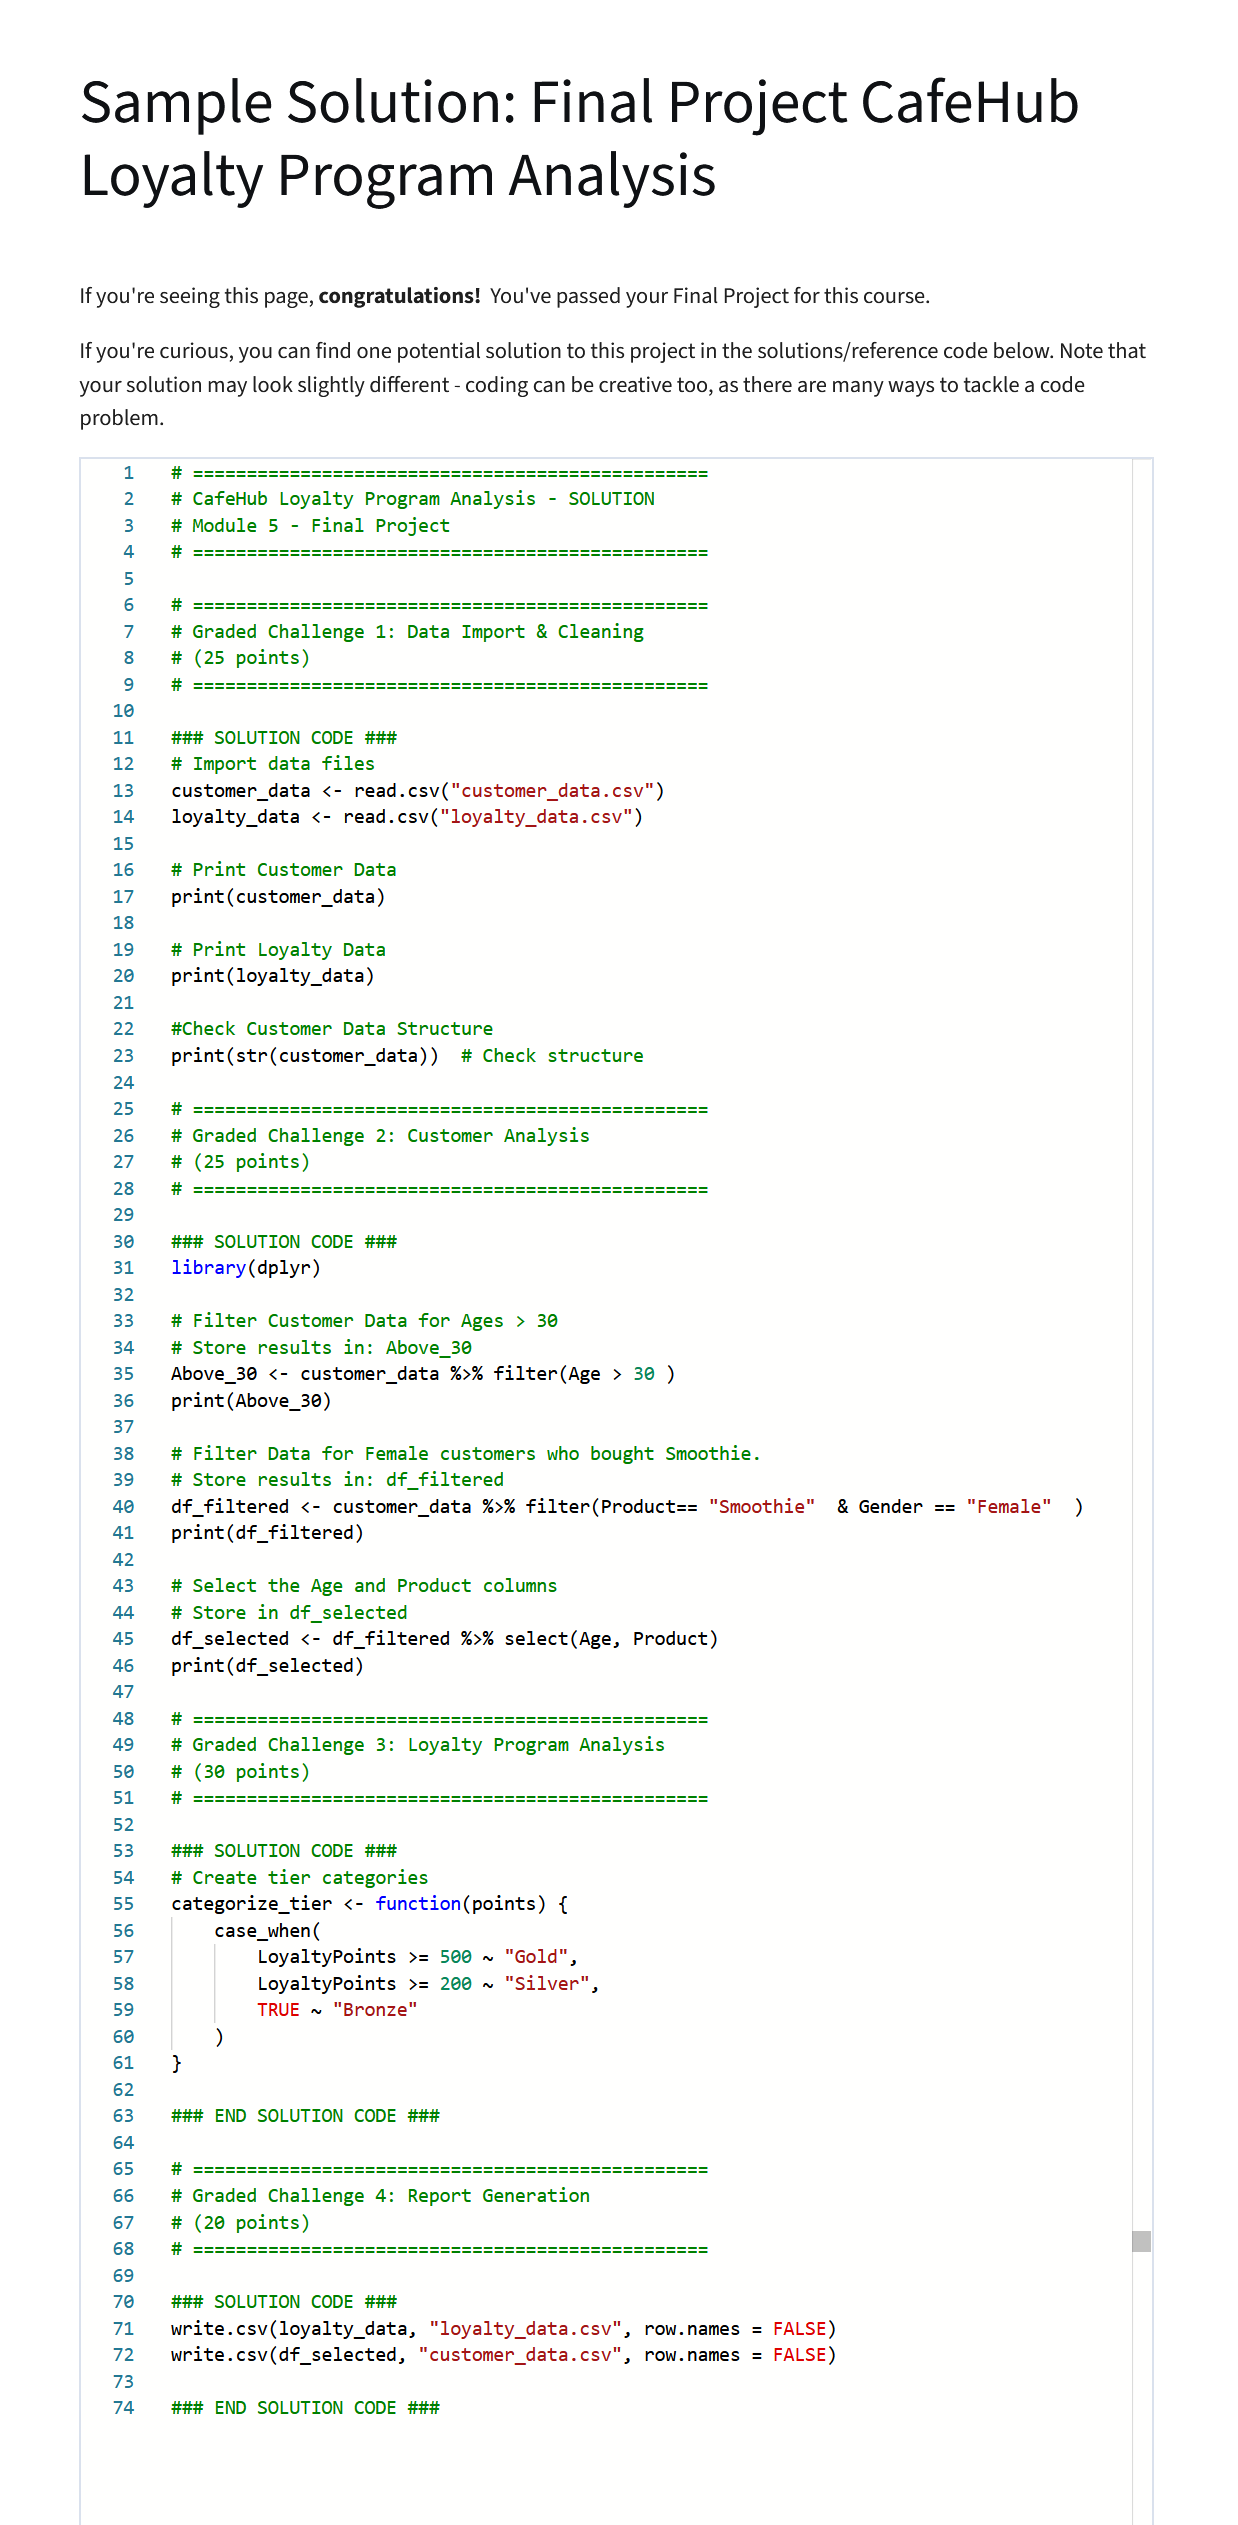 Sample Solution: Final Project CafeHub
Loyalty Program Analysis
If you're seeing this page, congratulations!  You've passed your Final Project for this course.
If you're curious, you can find one potential solution to this project in the solutions/reference code below. Note that
your solution may look slightly different - coding can be creative too, as there are many ways to tackle a code
problem.
1 # ================================================
2 # CafeHub Loyalty Program Analysis - SOLUTION
3 # Module 5 - Final Project
4 # ================================================
5
6 # ================================================
7 # Graded Challenge 1: Data Import & Cleaning
8 # (25 points)
9 # ================================================
10
11 ### SOLUTION CODE ###
12 # Import data files
13 customer_data <- read.csv("customer_data.csv")
14 loyalty_data <- read.csv("loyalty_data.csv")
15
16 # Print Customer Data
17 print(customer_data)
18
19 # Print Loyalty Data
20 print(loyalty_data)
21
22 #Check Customer Data Structure
23 print(str(customer_data))  # Check structure
24
25 # ================================================
26 # Graded Challenge 2: Customer Analysis
27 # (25 points)
28 # ================================================
29
30 ### SOLUTION CODE ###
31 library(dplyr)
32
33 # Filter Customer Data for Ages > 30
34 # Store results in: Above_30
35 Above_30 <- customer_data %>% filter(Age > 30 )
36 print(Above_30)
37
38 # Filter Data for Female customers who bought Smoothie.
39 # Store results in: df_filtered
40 df_filtered <- customer_data %>% filter(Product== "Smoothie"  & Gender == "Female"  )
41 print(df_filtered)
42
43 # Select the Age and Product columns
44 # Store in df_selected
45 df_selected <- df_filtered %>% select(Age, Product)
46 print(df_selected)
47
48 # ================================================
49 # Graded Challenge 3: Loyalty Program Analysis
50 # (30 points)
51 # ================================================
52
53 ### SOLUTION CODE ###
54 # Create tier categories
55 categorize_tier <- function(points) {
56     case_when(
57         LoyaltyPoints >= 500 ~ "Gold",
58         LoyaltyPoints >= 200 ~ "Silver",
59         TRUE ~ "Bronze"
60     )
61 }
62
63 ### END SOLUTION CODE ###
64
65 # ================================================
66 # Graded Challenge 4: Report Generation
67 # (20 points)
68 # ================================================
69
70 ### SOLUTION CODE ###
71 write.csv(loyalty_data, "loyalty_data.csv", row.names = FALSE)
72 write.csv(df_selected, "customer_data.csv", row.names = FALSE)
73
74 ### END SOLUTION CODE ###